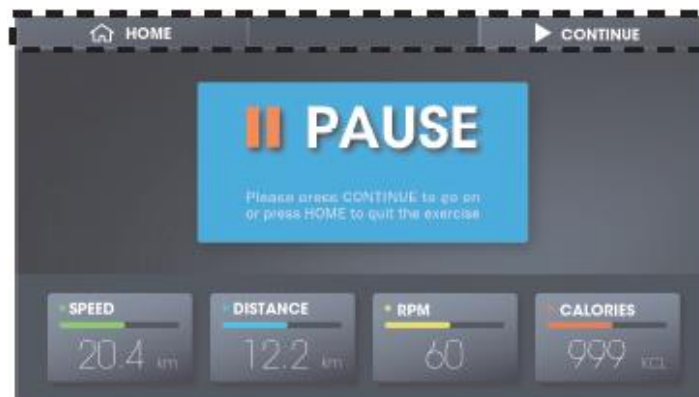 HOME
CONTINUE
PAUSE
Please press CONTINUE to go on
or press HOME to quit the exercise
SPEED
DISTANCE
RPM
CALORIES
20.4 km
12.2 km
60
999 KCL